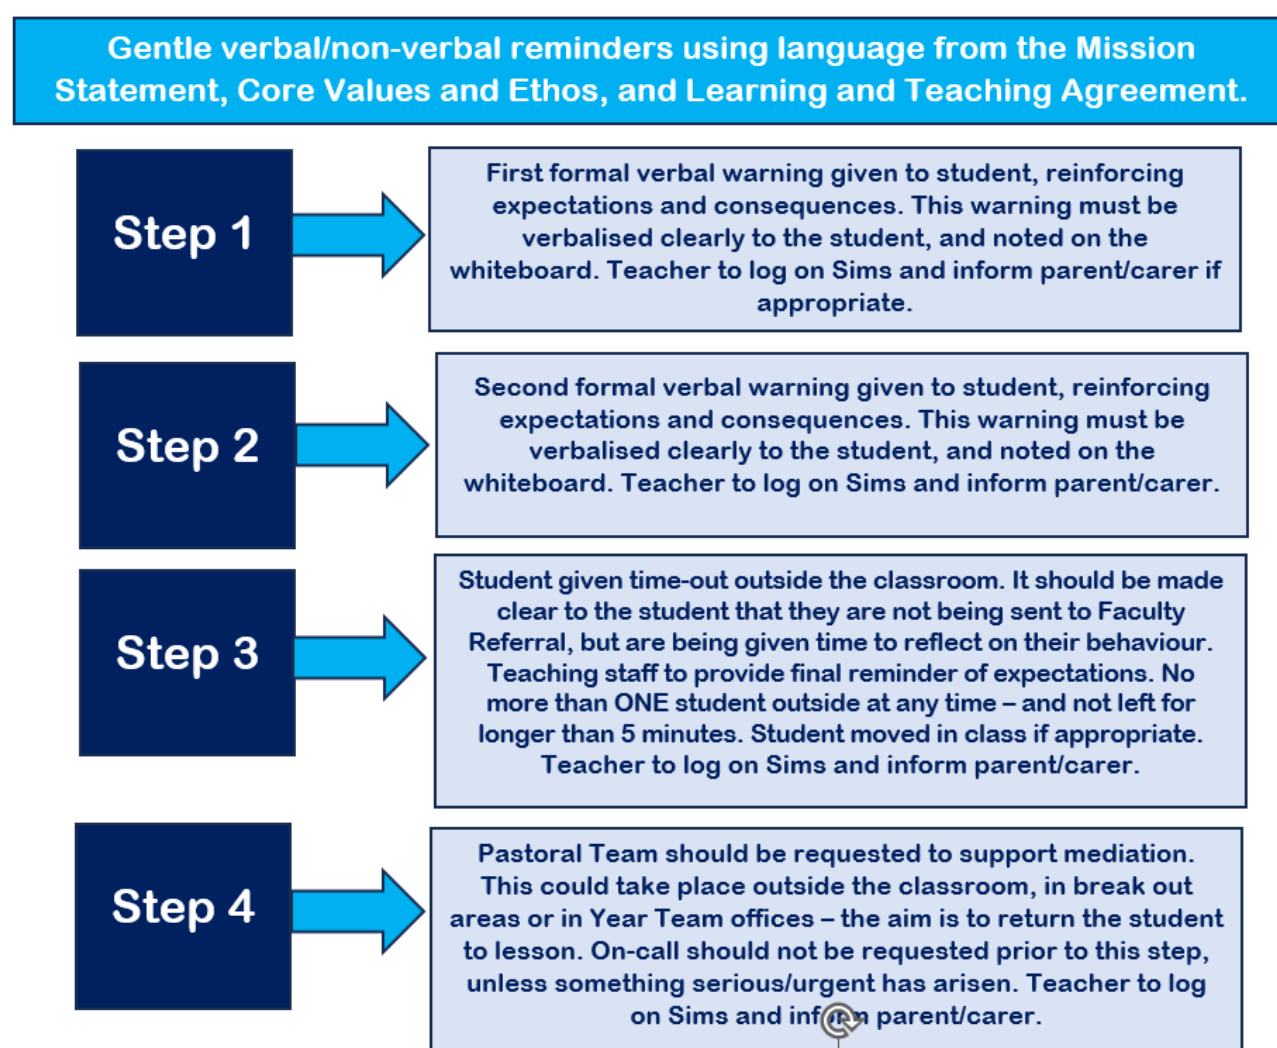 Gentle verbal/non-verbal reminders using language from the Mission
Statement, Core Values and Ethos, and Learning and Teaching Agreement.
Step 1
First formal verbal warning given to student, reinforcing
expectations and consequences. This warning must be
verbalised clearly to the student, and noted on the
whiteboard. Teacher to log on Sims and inform parent/carer if
appropriate.
Step 2
Second formal verbal warning given to student, reinforcing
expectations and consequences. This warning must be
verbalised clearly to the student, and noted on the
whiteboard. Teacher to log on Sims and inform parent/carer.
Step 3
Student given time-out outside the classroom. It should be made
clear to the student that they are not being sent to Faculty
Referral, but are being given time to reflect on their behaviour.
Teaching staff to provide final reminder of expectations. No
more than ONE student outside at any time – and not left for
longer than 5 minutes. Student moved in class if appropriate.
Teacher to log on Sims and inform parent/carer.
Step 4
Pastoral Team should be requested to support mediation.
This could take place outside the classroom, in break out
areas or in Year Team offices – the aim is to return the student
to lesson. On-call should not be requested prior to this step,
unless something serious/urgent has arisen. Teacher to log
on Sims and inform parent/carer.